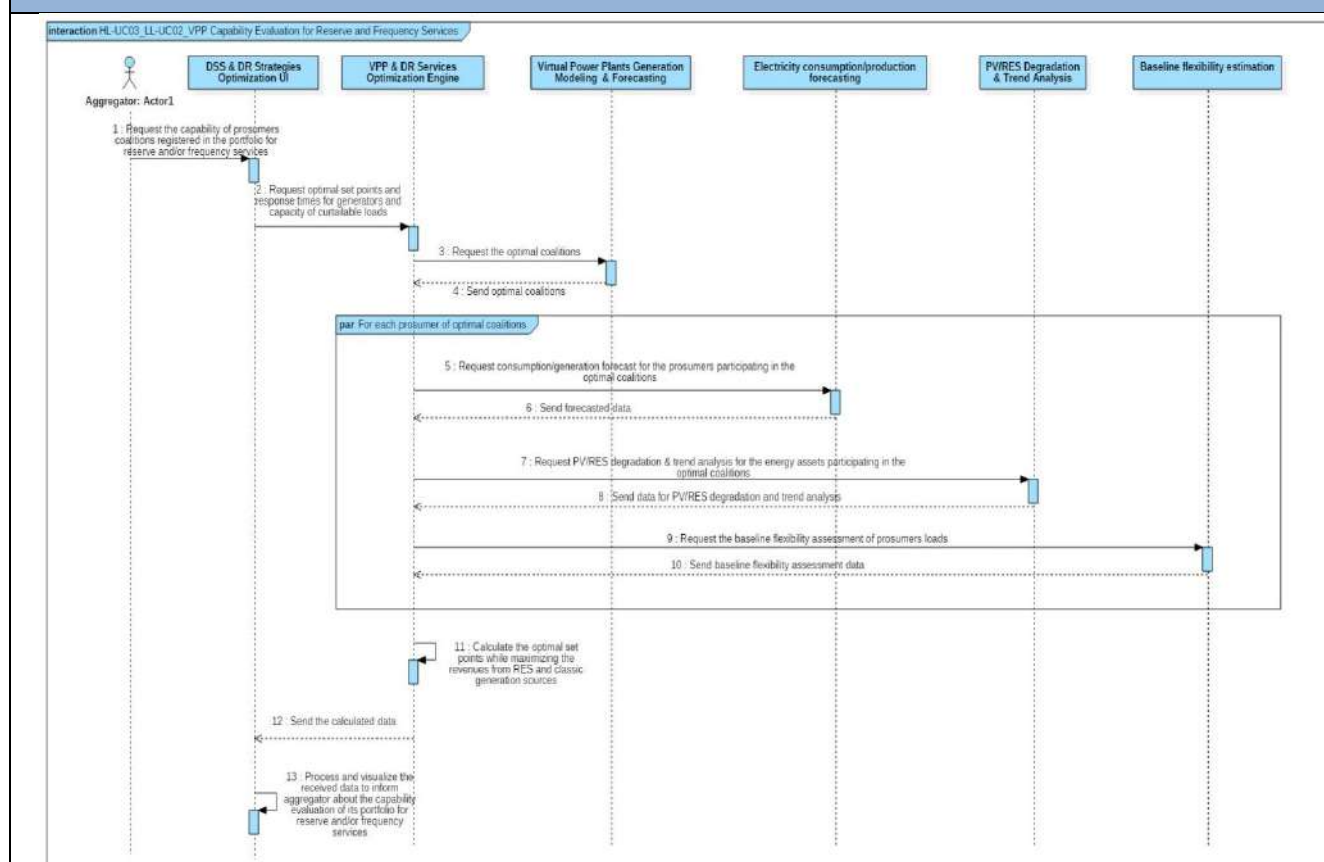 interaction HL-UC03_LL-UC02_VPP Capability Evaluation for Reserve and Frequency Services
Aggregator: Actor1
DSS & DR Strategies
Optimization UI
VPP & DR Services
Optimization Engine
Virtual Power Plants Generation
Modeling & Forecasting
Electricity consumption/production
forecasting
PV/RES Degradation
& Trend Analysis
Baseline flexibility estimation
1 : Request the capability of prosumers
coalitions registered in the portfolio for
reserve and/or frequency services
2 : Request optimal set points and
response times for generators and
capacity of curtailable loads
3 : Request the optimal coalitions
4 : Send optimal coalitions
par For each prosumer of optimal coalitions
5 : Request consumption/generation forecast for the prosumers participating in the
optimal coalitions
6 : Send forecasted data
7 : Request PV/RES degradation & trend analysis for the energy assets participating in the
optimal coalitions
8 : Send data for PV/RES degradation and trend analysis
9 : Request the baseline flexibility assessment of prosumers loads
10 : Send baseline flexibility assessment data
11 : Calculate the optimal set
points while maximizing the
revenues from RES and classic
generation sources
12 : Send the calculated data
13 : Process and visualize the
received data to inform
aggregator about the capability
evaluation of its portfolio for
reserve and/or frequency
services